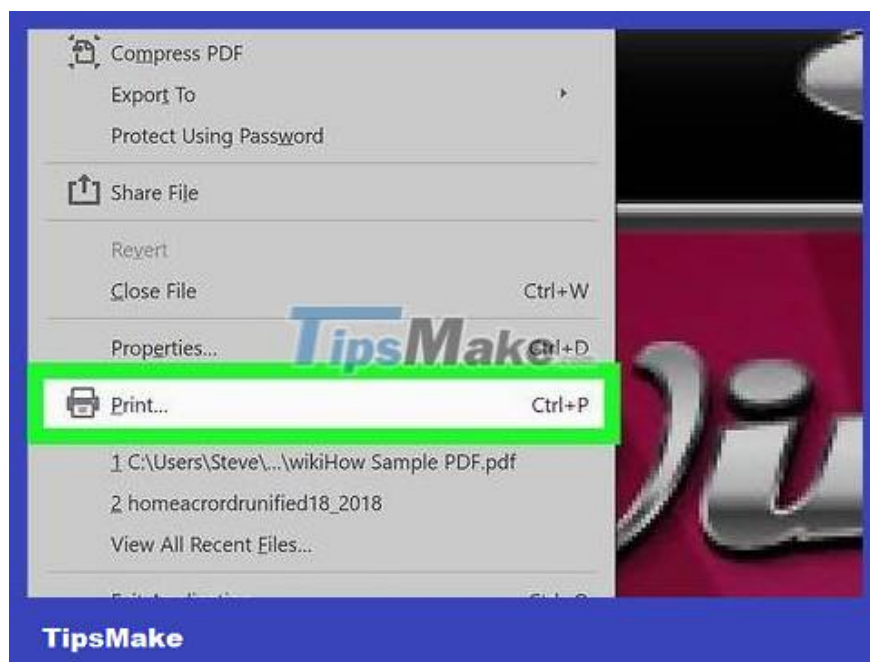 Compress PDF
Export To
Protect Using Password
Share File
Revert
Close File Ctrl+W
Properties... Ctrl+D
TipsMake.com
Print... Ctrl+P
1 C:\Users\Steve\...\wikiHow Sample PDF.pdf
2 homeacrordrunified18_2018
View All Recent Files...
TipsMake